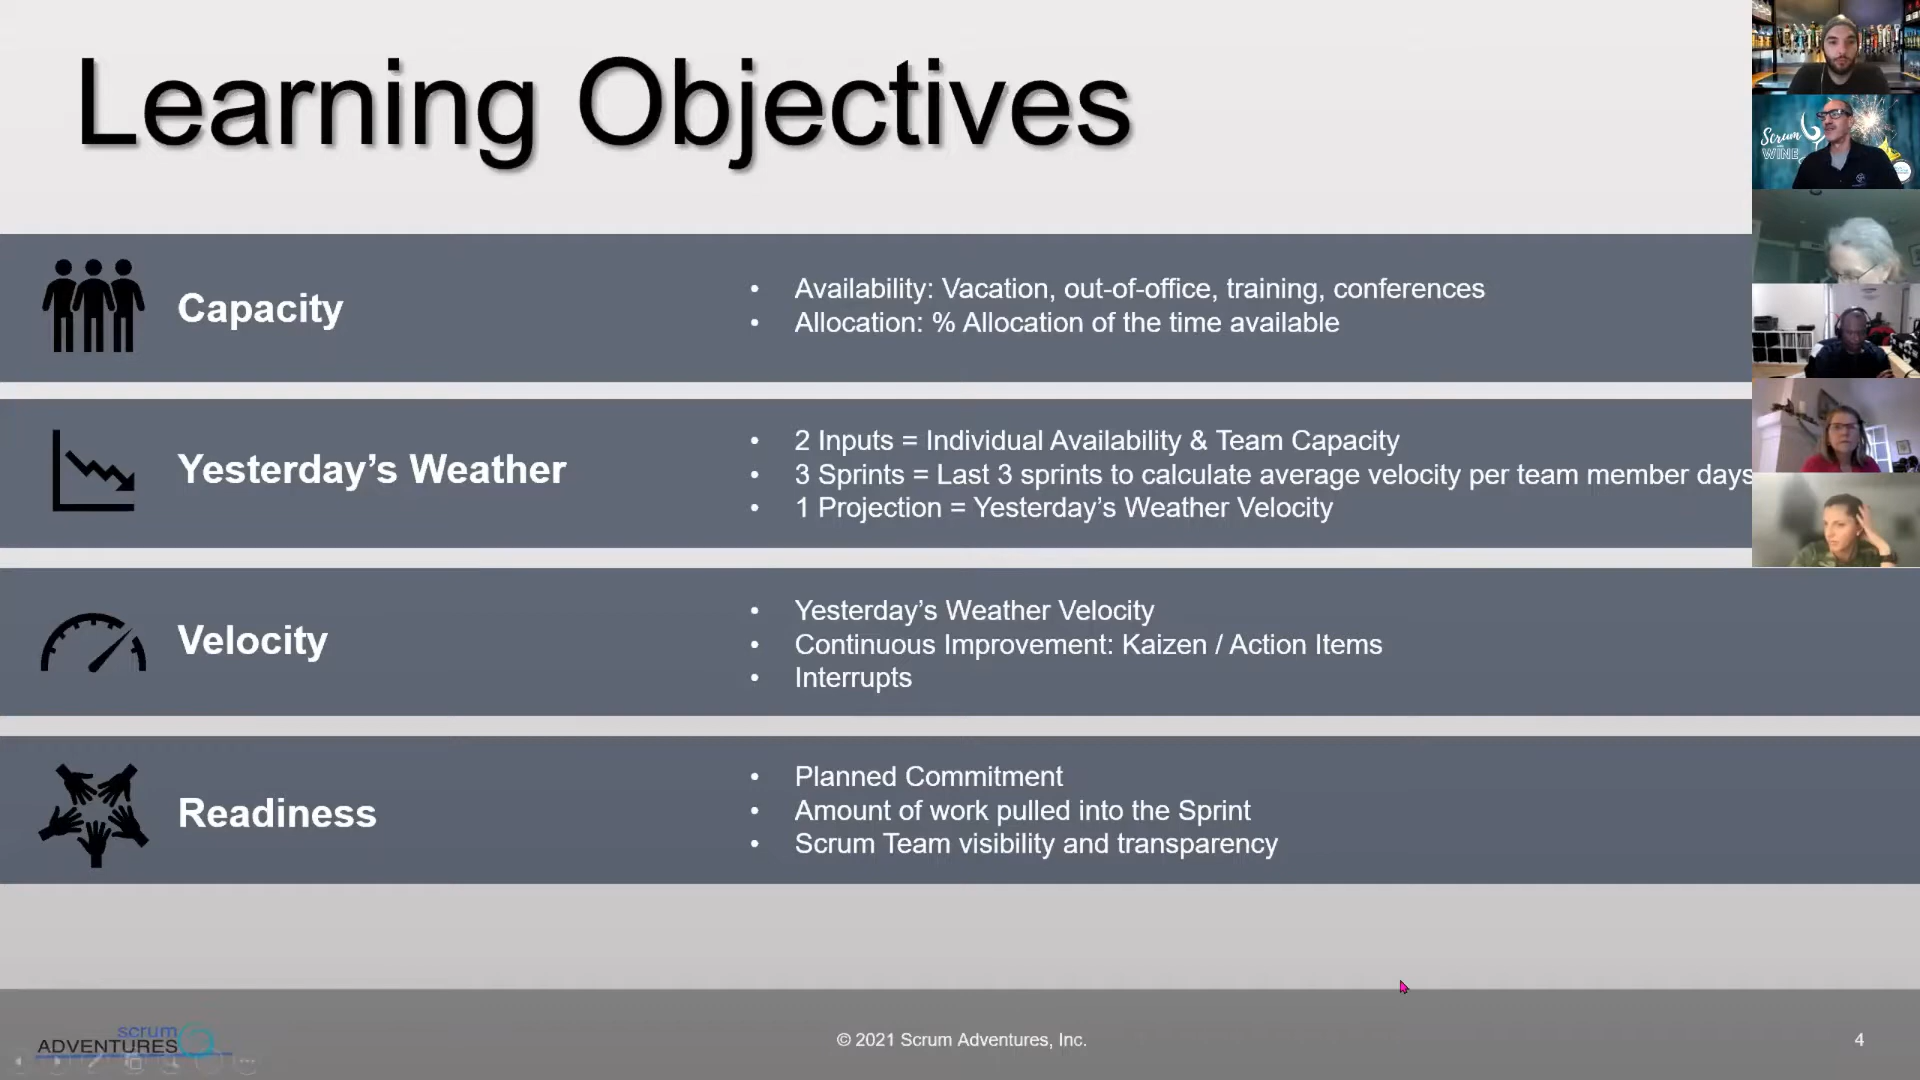 Learning Objectives
Capacity
• Availability: Vacation, out-of-office, training, conferences
• Allocation: % Allocation of the time available
Yesterday’s Weather
• 2 Inputs = Individual Availability & Team Capacity
• 3 Sprints = Last 3 sprints to calculate average velocity per team member days
• 1 Projection = Yesterday’s Weather Velocity
Velocity
• Yesterday’s Weather Velocity
• Continuous Improvement: Kaizen / Action Items
• Interrupts
Readiness
• Planned Commitment
• Amount of work pulled into the Sprint
• Scrum Team visibility and transparency
scrum
ADVENTURES
© 2021 Scrum Adventures, Inc.
4
Scrum
WINE